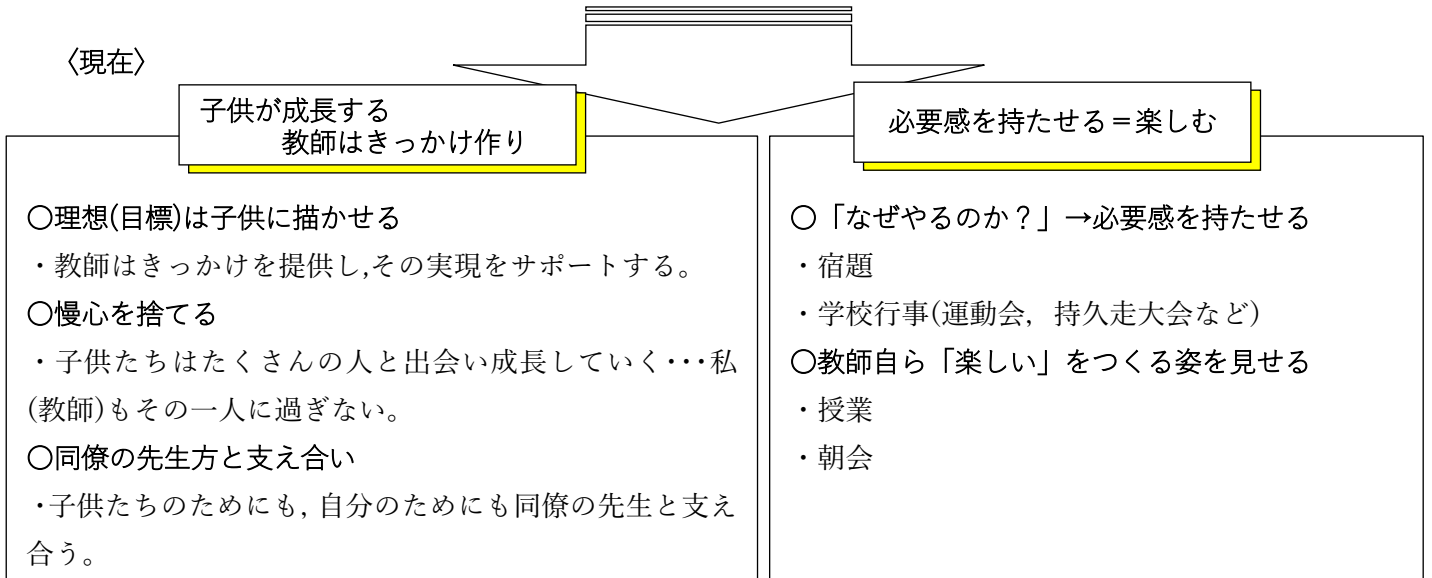 〈現在〉
子供が成長する
教師はきっかけ作り
〇理想(目標)は子供に描かせる
・教師はきっかけを提供し,その実現をサポートする。
〇慢心を捨てる
・子供たちはたくさんの人と出会い成長していく･･･私
(教師)もその一人に過ぎない。
〇同僚の先生方と支え合い
・子供たちのためにも, 自分のためにも同僚の先生と支え
合う。
必要感を持たせる＝楽しむ
〇「なぜやるのか？」→必要感を持たせる
・宿題
・学校行事(運動会，持久走大会など)
〇教師自ら「楽しい」をつくる姿を見せる
・授業
・朝会